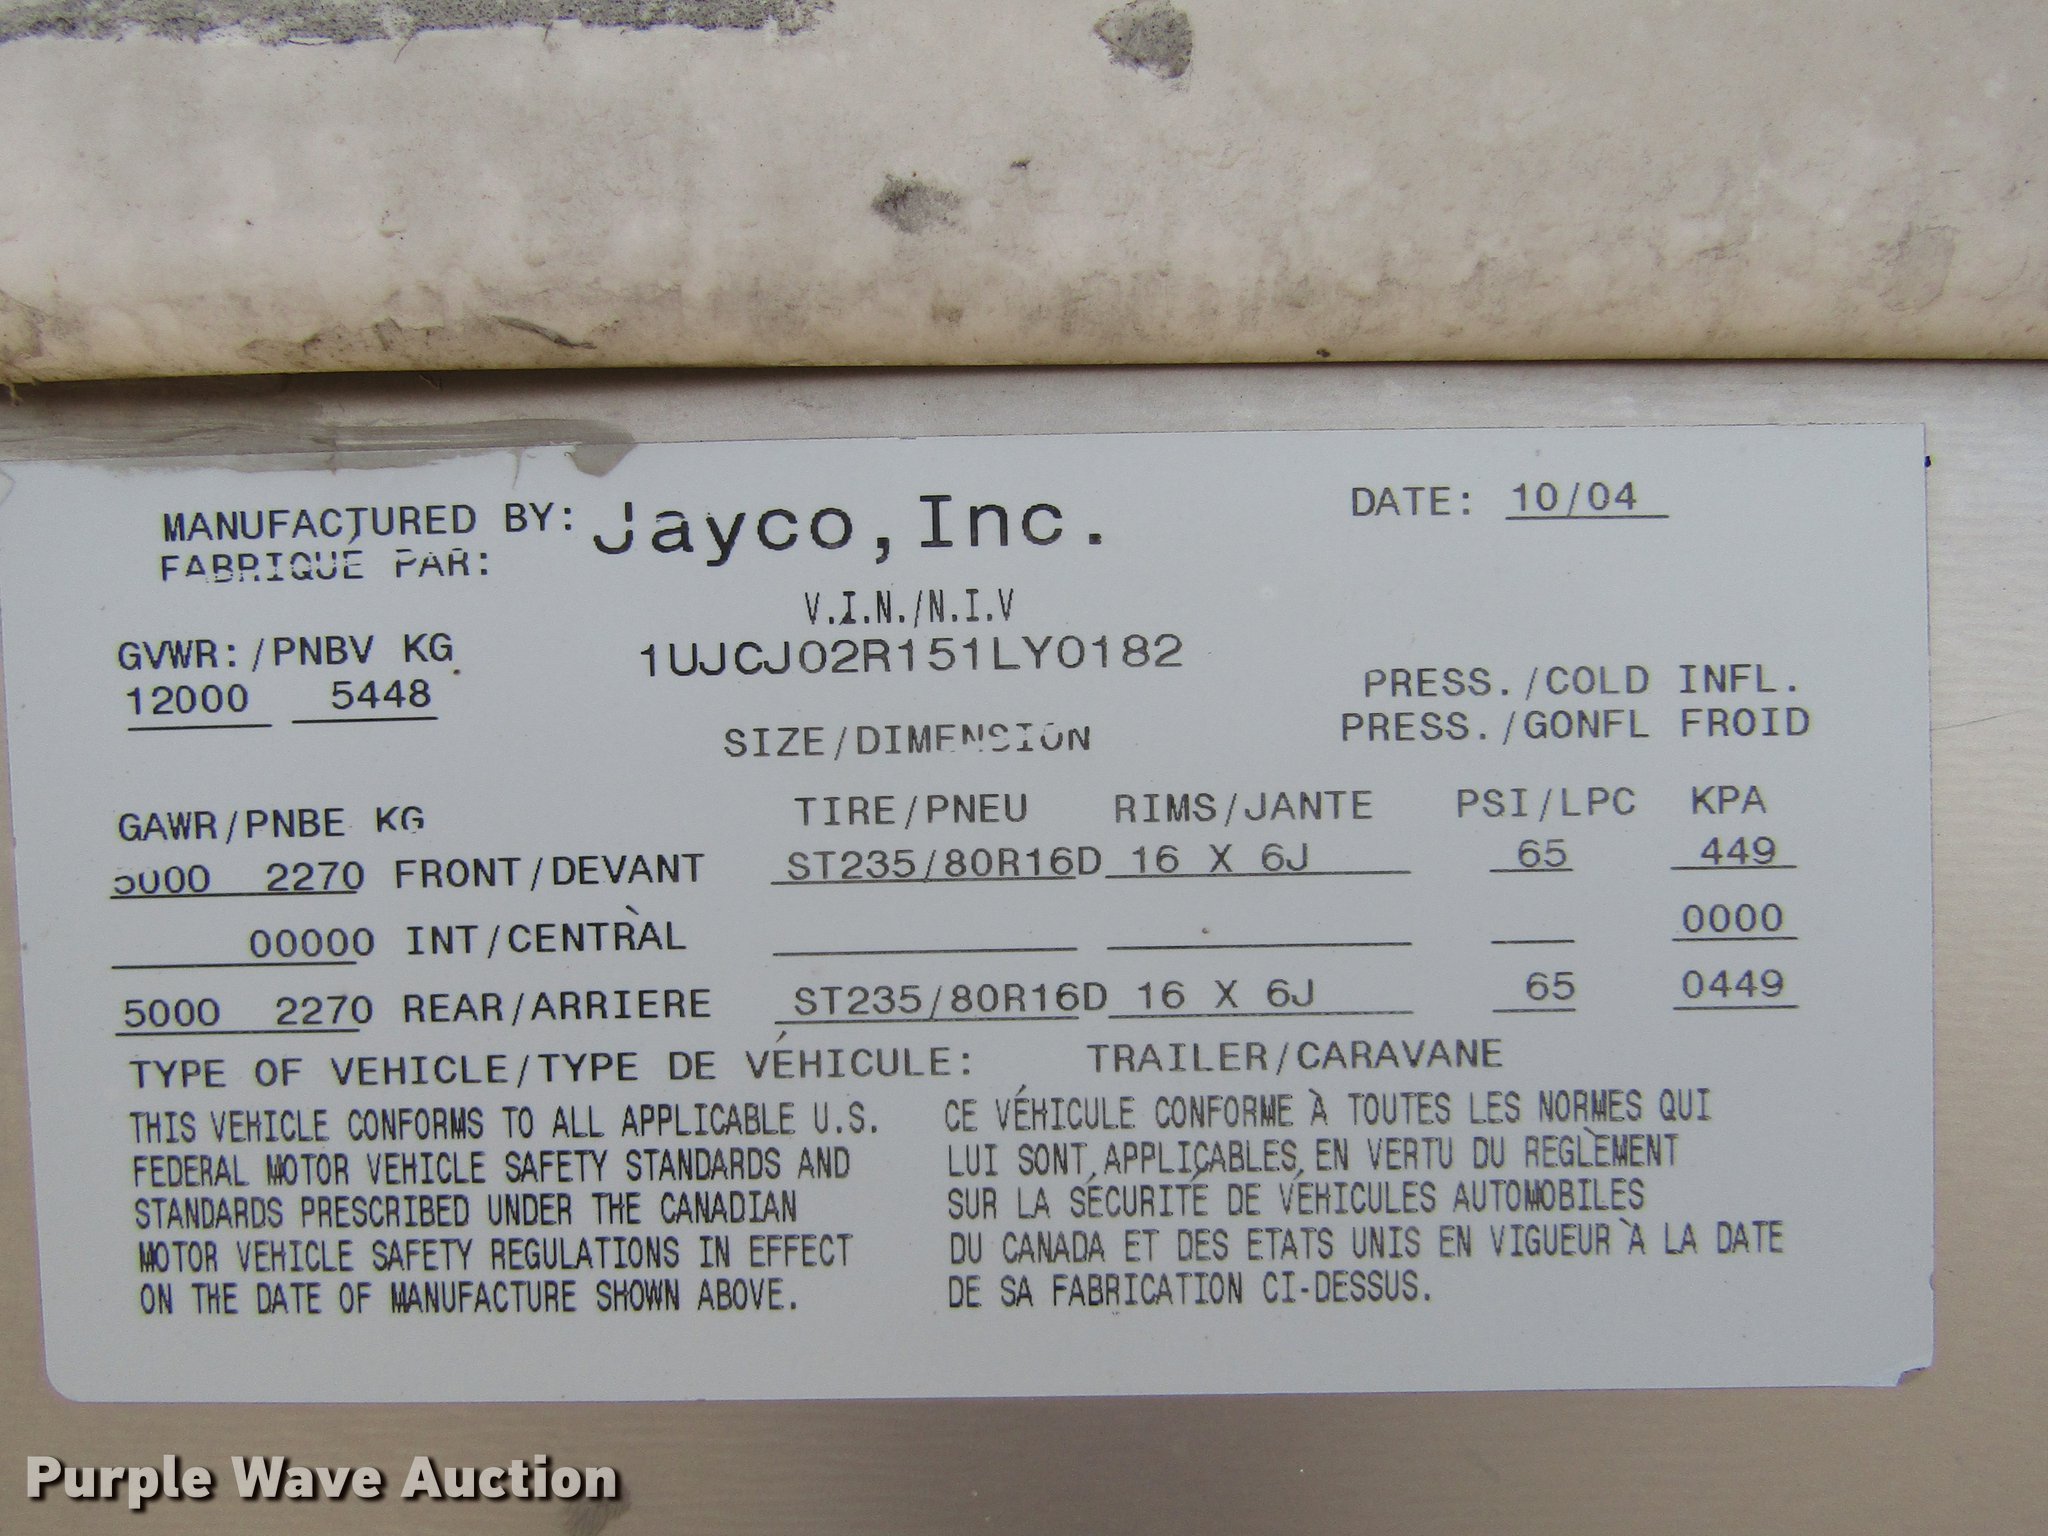 MANUFACTURED BY: Jayco, Inc. DATE: 10/04
FABRIQUÉ PAR:
V.I.N./N.I.V
GVWR:/PNBV KG 1UJCJ02R151LY0182
12000 5448 PRESS./COLD INFL.
SIZE/DIMENSION PRESS./GONFL FROID
GAWR/PNBE KG TIRE/PNEU RIMS/JANTE PSI/LPC KPA
5000 2270 FRONT/DEVANT ST235/80R16D 16 X 6J 65 449
00000 INT/CENTRÀL 0000
5000 2270 REAR/ARRIERE ST235/80R16D 16 X 6J 65 0449
TYPE OF VEHICLE/TYPE DE VÉHICULE: TRAILER/CARAVANE
THIS VEHICLE CONFORMS TO ALL APPLICABLE U.S.
FEDERAL MOTOR VEHICLE SAFETY STANDARDS AND
STANDARDS PRESCRIBED UNDER THE CANADIAN
MOTOR VEHICLE SAFETY REGULATIONS IN EFFECT
ON THE DATE OF MANUFACTURE SHOWN ABOVE.
CE VÉHICULE CONFORME À TOUTES LES NORMES QUI
LUI SONT APPLICABLES EN VERTU DU REGLÈMENT
SUR LA SÉCURITÉ DE VÉHICULES AUTOMOBILES
DU CANADA ET DES ETATS UNIS EN VIGUEUR À LA DATE
DE SA FABRICATION CI-DESSUS.
Purple Wave Auction